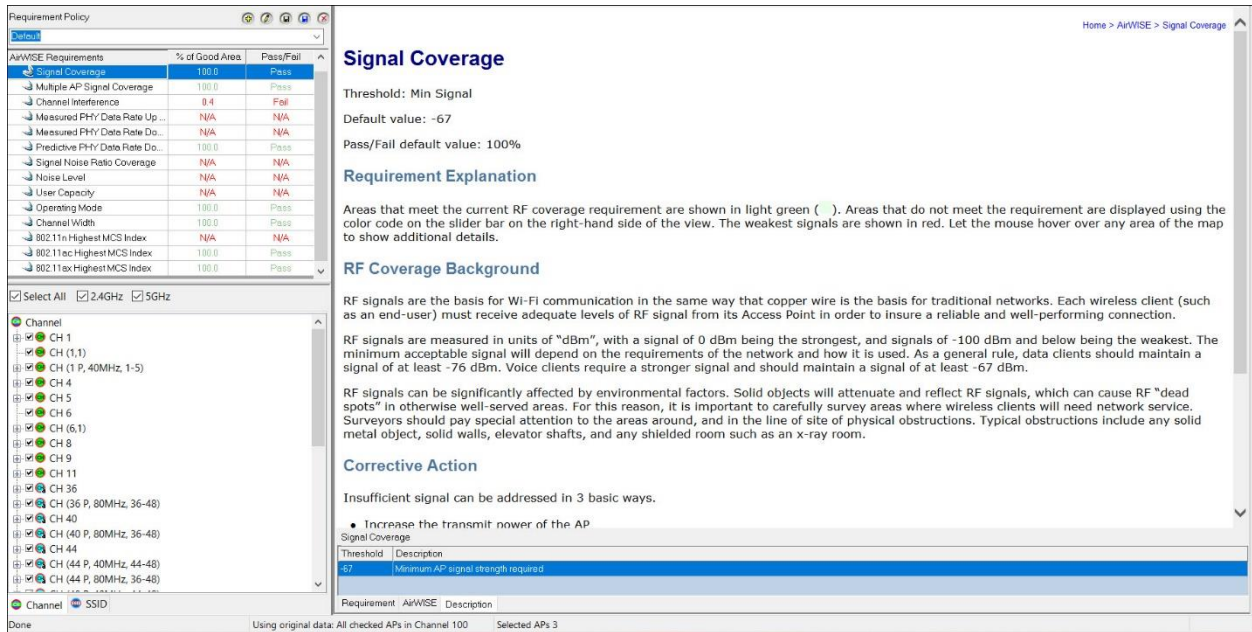 Requirement Policy
Default
AirWISE Requirements % of Good Area Pass/Fail
Signal Coverage 100.0 Pass
Multiple AP Signal Coverage 100.0 Pass
Channel Interference 0.4 Fail
Measured PHY Data Rate Up ... N/A N/A
Measured PHY Data Rate Do... N/A N/A
Predictive PHY Data Rate Do... 100.0 Pass
Signal Noise Ratio Coverage N/A N/A
Noise Level N/A N/A
User Capacity N/A N/A
Operating Mode 100.0 Pass
Channel Width 100.0 Pass
802.11n Highest MCS Index N/A N/A
802.11ac Highest MCS Index 100.0 Pass
802.11ax Highest MCS Index 100.0 Pass
Select All 2.4GHz 5GHz
Channel
CH 1
CH (1,1)
CH (1 P, 40MHz, 1-5)
CH 4
CH 5
CH 6
CH (6,1)
CH 8
CH 9
CH 11
CH 36
CH (36 P, 80MHz, 36-48)
CH 40
CH (40 P, 80MHz, 36-48)
CH 44
CH (44 P, 40MHz, 44-48)
CH (44 P, 80MHz, 36-48)
Channel SSID
Home > AirWISE > Signal Coverage
Signal Coverage
Threshold: Min Signal
Default value: -67
Pass/Fail default value: 100%
Requirement Explanation
Areas that meet the current RF coverage requirement are shown in light green ( ). Areas that do not meet the requirement are displayed using the
color code on the slider bar on the right-hand side of the view. The weakest signals are shown in red. Let the mouse hover over any area of the map
to show additional details.
RF Coverage Background
RF signals are the basis for Wi-Fi communication in the same way that copper wire is the basis for traditional networks. Each wireless client (such
as an end-user) must receive adequate levels of RF signal from its Access Point in order to insure a reliable and well-performing connection.
RF signals are measured in units of “dBm”, with a signal of 0 dBm being the strongest, and signals of -100 dBm and below being the weakest. The
minimum acceptable signal will depend on the requirements of the network and how it is used. As a general rule, data clients should maintain a
signal of at least -76 dBm. Voice clients require a stronger signal and should maintain a signal of at least -67 dBm.
RF signals can be significantly affected by environmental factors. Solid objects will attenuate and reflect RF signals, which can cause RF “dead
spots” in otherwise well-served areas. For this reason, it is important to carefully survey areas where wireless clients will need network service.
Surveyors should pay special attention to the areas around, and in the line of site of physical obstructions. Typical obstructions include any solid
metal object, solid walls, elevator shafts, and any shielded room such as an x-ray room.
Corrective Action
Insufficient signal can be addressed in 3 basic ways.
• Increase the transmit power of the AP
Signal Coverage
Threshold Description
-67 Minimum AP signal strength required
Requirement AirWISE Description
Done Using original data: All checked APs in Channel 100 Selected APs 3